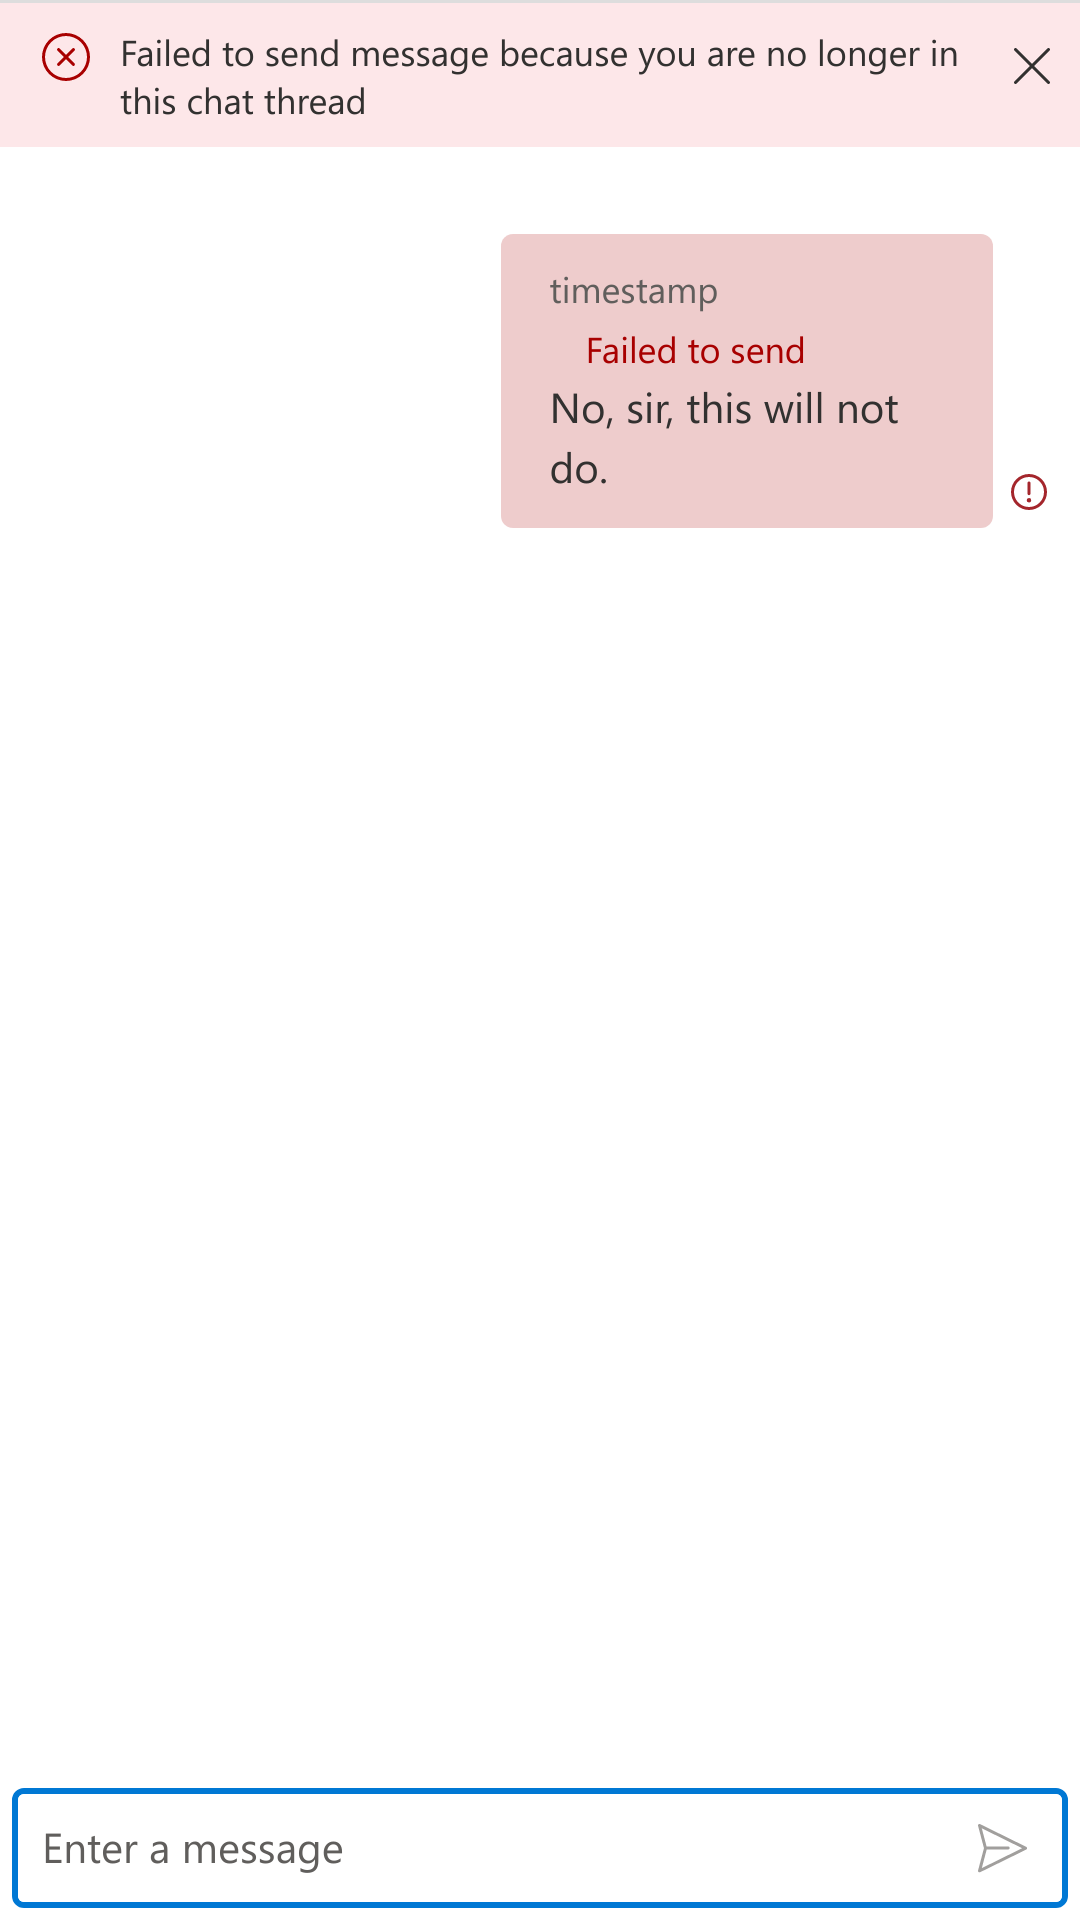 Failed to send message because you are no longer in
this chat thread
timestamp
Failed to send
No, sir, this will not
do.
Enter a message